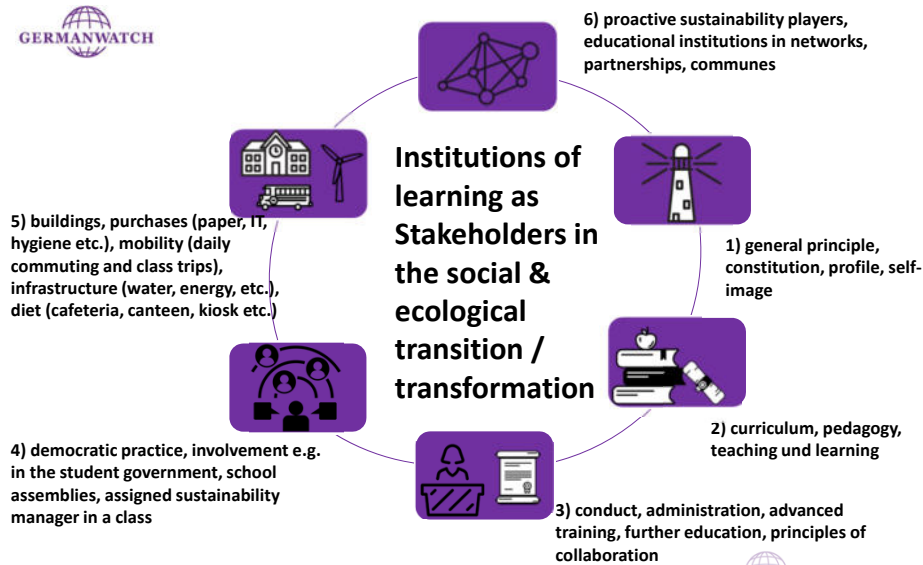 GERMANWATCH
6) proactive sustainability players,
educational institutions in networks,
partnerships, communes
Institutions of
learning as
Stakeholders in
the social &
ecological
transition /
transformation
1) general principle,
constitution, profile, self-
image
2) curriculum, pedagogy,
teaching und learning
3) conduct, administration, advanced
training, further education, principles of
collaboration
4) democratic practice, involvement e.g.
in the student government, school
assemblies, assigned sustainability
manager in a class
5) buildings, purchases (paper, IT,
hygiene etc.), mobility (daily
commuting and class trips),
infrastructure (water, energy, etc.),
diet (cafeteria, canteen, kiosk etc.)